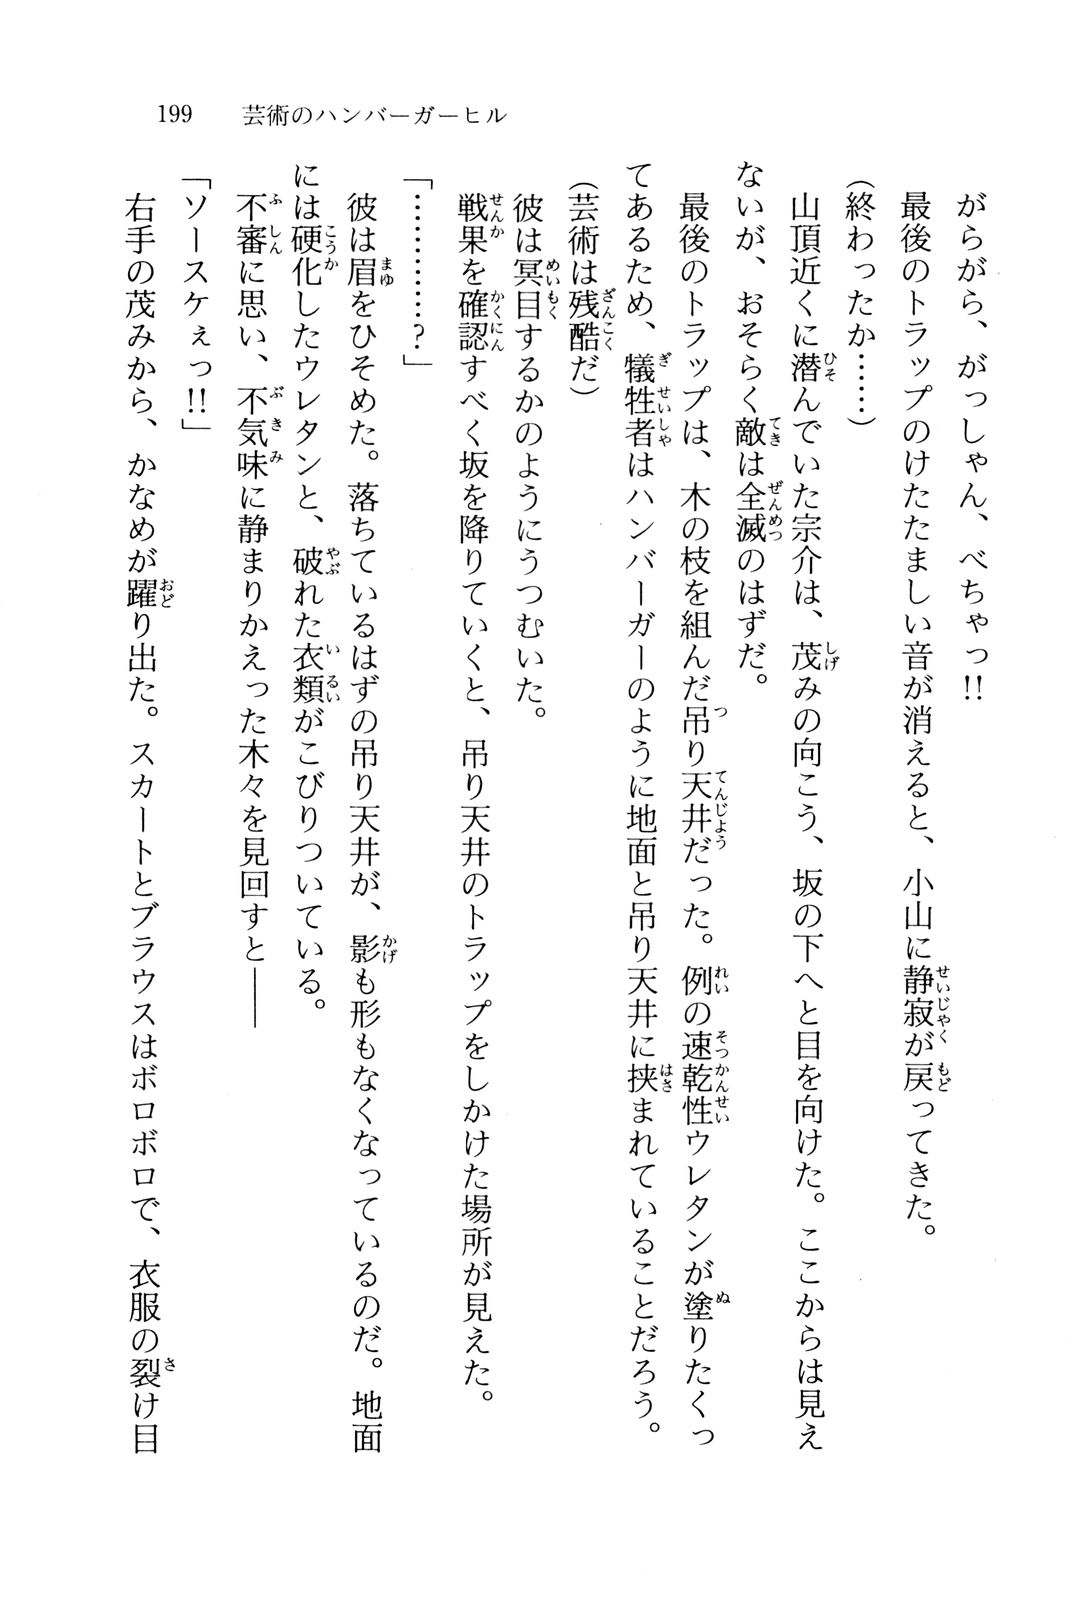 199　芸術のハンバーガーヒル
がらがら、がっしゃん、べちゃっ!!
最後のトラップのけたたましい音が消えると、小山に静寂が戻ってきた。
(終わったか……)
山頂近くに潜んでいた宗介は、茂みの向こう、坂の下へと目を向けた。ここからは見え
ないが、おそらく敵は全滅のはずだ。
最後のトラップは、木の枝を組んだ吊り天井だった。例の速乾性ウレタンが塗りたくっ
てあるため、犠牲者はハンバーガーのように地面と吊り天井に挟まれていることだろう。
(芸術は残酷だ)
彼は冥目するかのようにうつむいた。
戦果を確認すべく坂を降りていくと、吊り天井のトラップをしかけた場所が見えた。
「…………?」
彼は眉をひそめた。落ちているはずの吊り天井が、影も形もなくなっているのだ。地面
には硬化したウレタンと、破れた衣類がこびりついている。
不審に思い、不気味に静まりかえった木々を見回すと——
「ソースケぇっ!!」
右手の茂みから、かなめが躍り出た。スカートとブラウスはボロボロで、衣服の裂け目